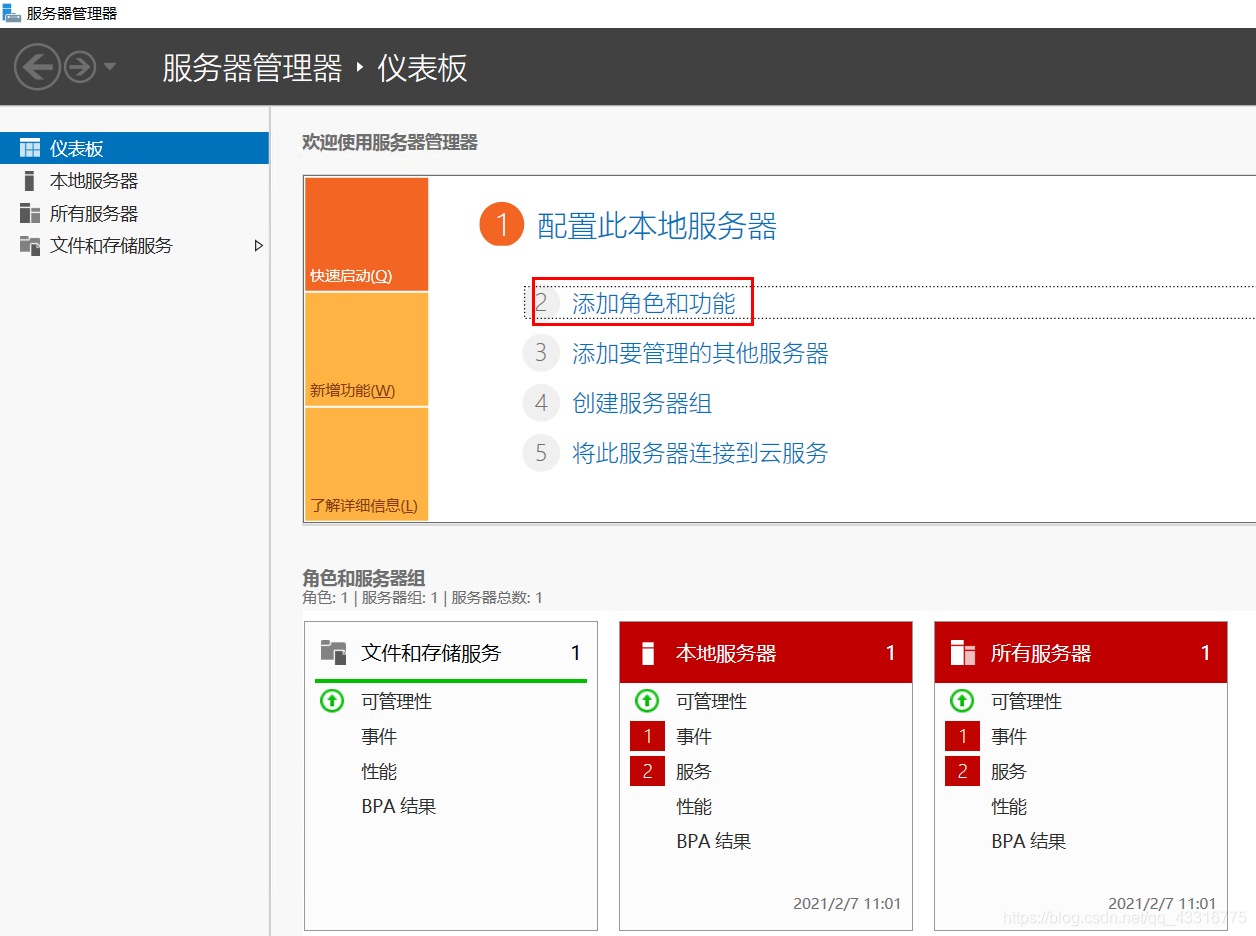 服务器管理器
服务器管理器 ‣ 仪表板
仪表板
本地服务器
所有服务器
文件和存储服务
欢迎使用服务器管理器
快速启动(Q)
新增功能(W)
了解详细信息(L)
1 配置此本地服务器
2 添加角色和功能
3 添加要管理的其他服务器
4 创建服务器组
5 将此服务器连接到云服务
角色和服务器组
角色: 1 | 服务器组: 1 | 服务器总数: 1
文件和存储服务 1
可管理性
事件
性能
BPA 结果
本地服务器 1
可管理性
1 事件
2 服务
性能
BPA 结果
2021/2/7 11:01
所有服务器 1
可管理性
1 事件
2 服务
性能
BPA 结果
2021/2/7 11:01
https://blog.csdn.net/qq_43316775